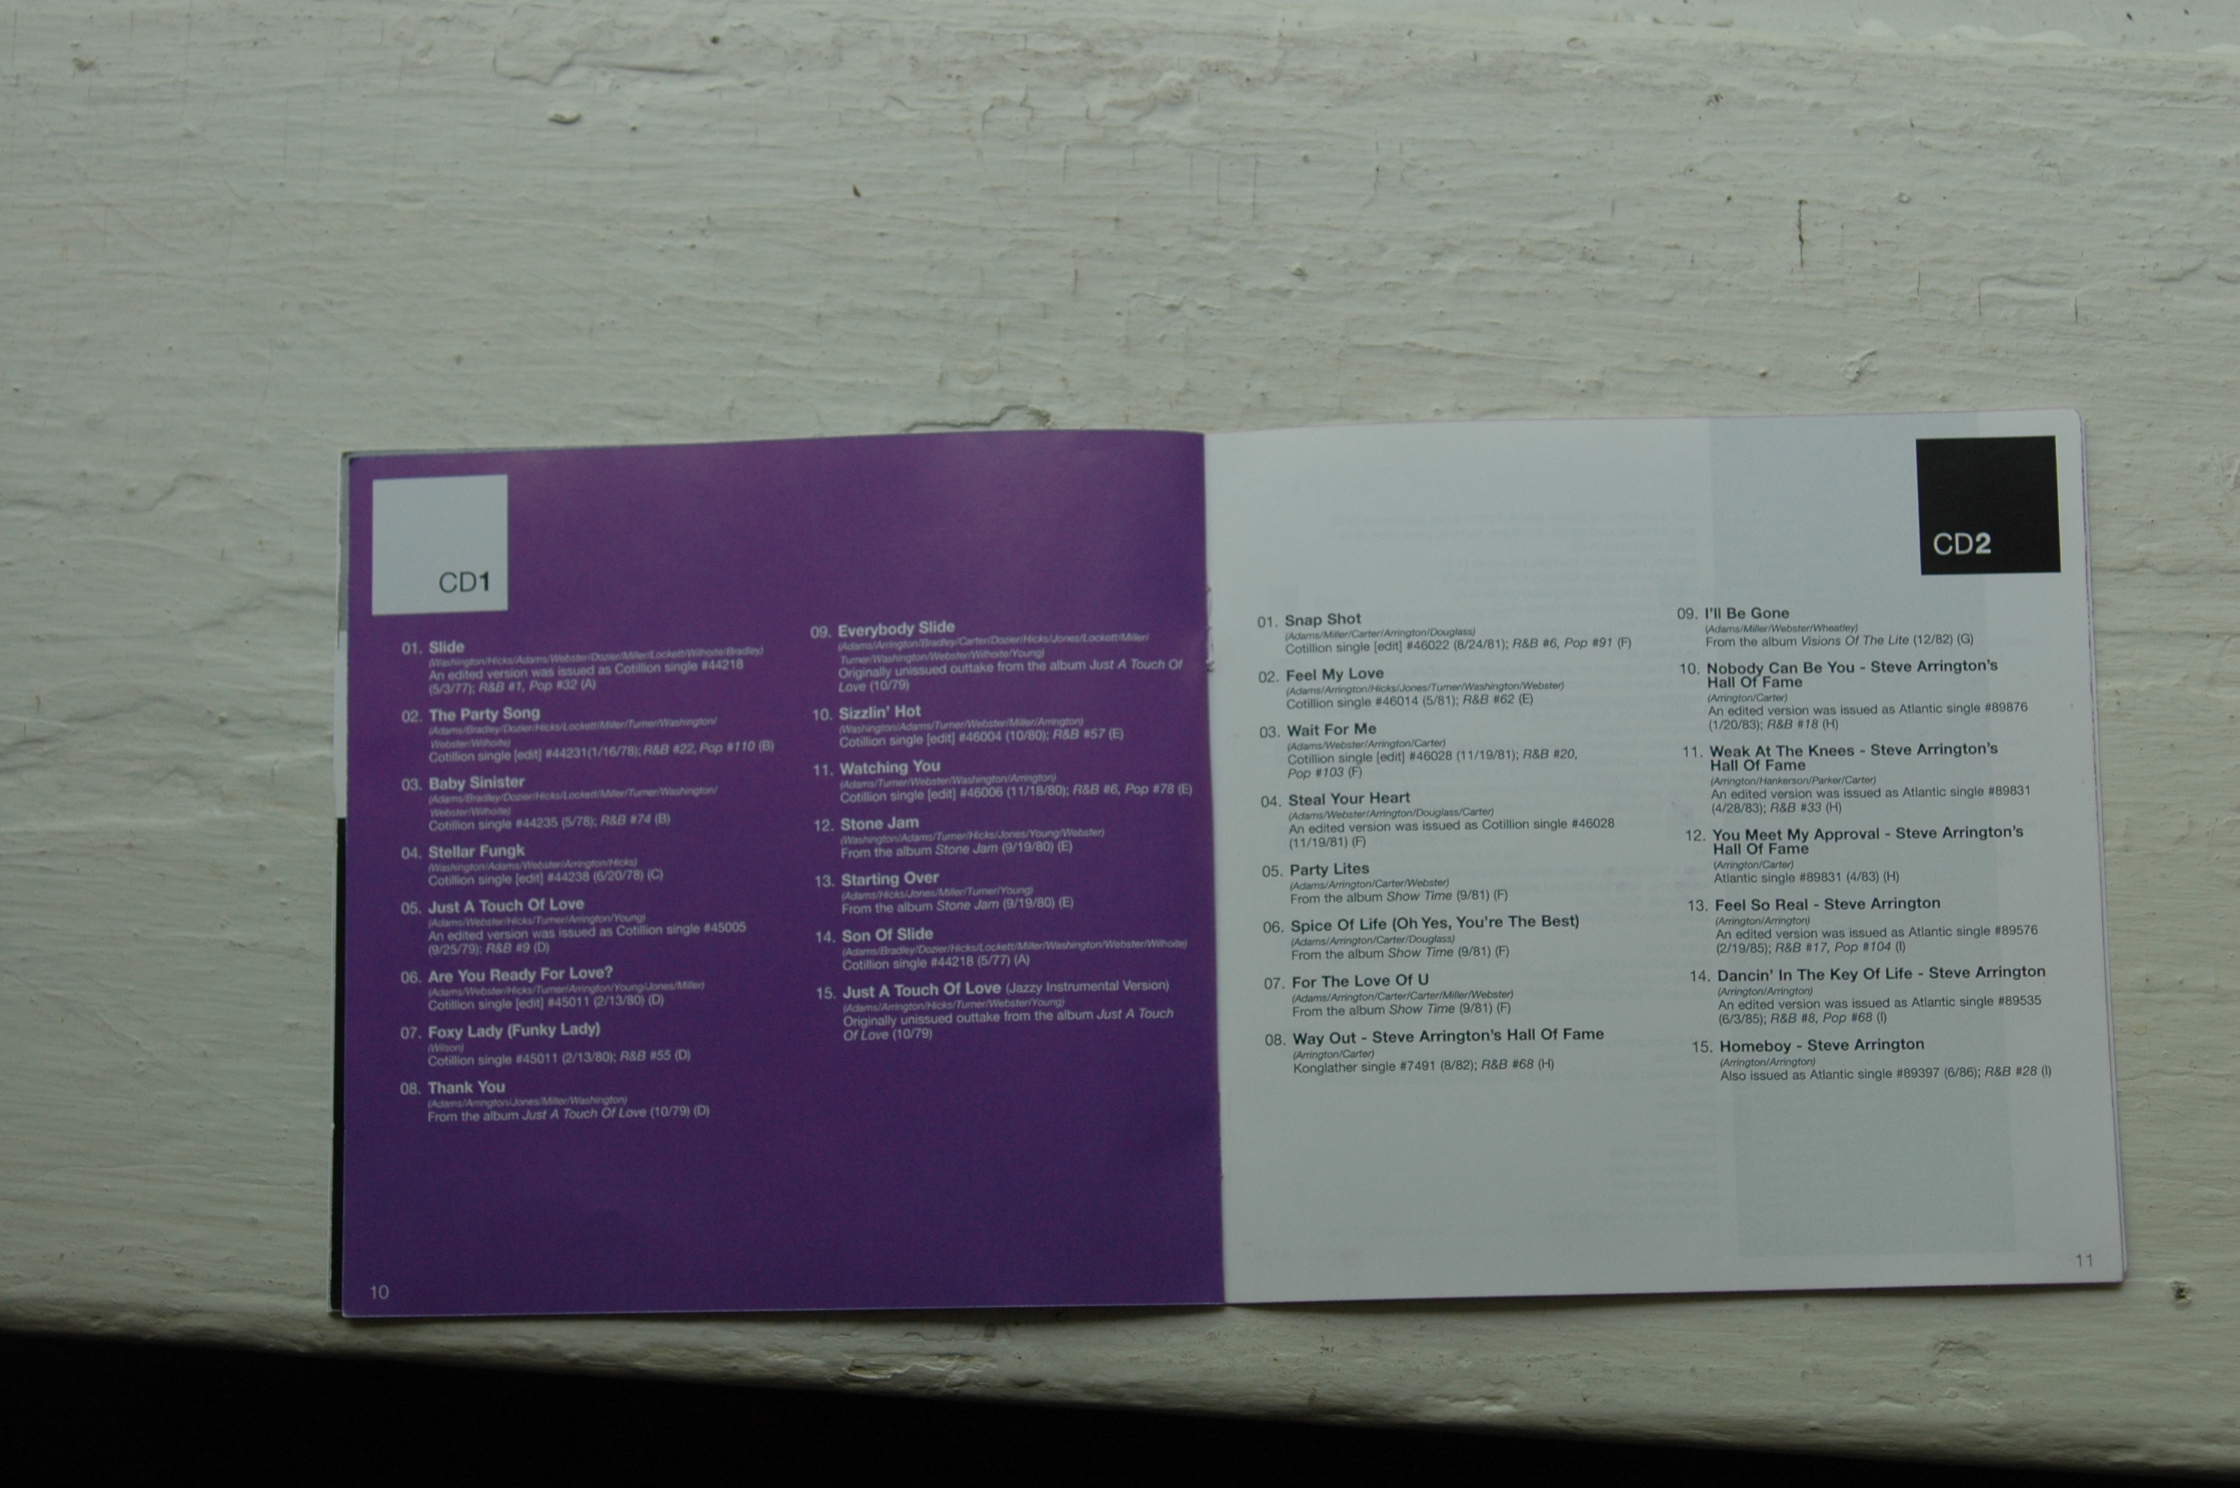 CD1
01. Slide
(Washington/Hicks/Adams/Webster/Dozier/Miller/Lockett/Wilhoite/Bradley)
An edited version was issued as Cotillion single #44218
(5/3/77); R&B #1, Pop #32 (A)
02. The Party Song
(Adams/Bradley/Dozier/Hicks/Lockett/Miller/Turner/Washington/
Webster/Wilhoite)
Cotillion single [edit] #44231(1/16/78); R&B #22, Pop #110 (B)
03. Baby Sinister
(Adams/Bradley/Dozier/Hicks/Lockett/Miller/Turner/Washington/
Webster/Wilhoite)
Cotillion single #44235 (5/78); R&B #74 (B)
04. Stellar Fungk
(Washington/Adams/Webster/Arrington/Hicks)
Cotillion single [edit] #44238 (6/20/78) (C)
05. Just A Touch Of Love
(Adams/Webster/Hicks/Turner/Arrington/Young)
An edited version was issued as Cotillion single #45005
(9/25/79); R&B #9 (D)
06. Are You Ready For Love?
(Adams/Webster/Hicks/Turner/Arrington/Young/Jones/Miller)
Cotillion single [edit] #45011 (2/13/80) (D)
07. Foxy Lady (Funky Lady)
(Wilson)
Cotillion single #45011 (2/13/80); R&B #55 (D)
08. Thank You
(Adams/Arrington/Jones/Miller/Washington)
From the album Just A Touch Of Love (10/79) (D)
09. Everybody Slide
(Adams/Arrington/Bradley/Carter/Dozier/Hicks/Jones/Lockett/Miller/
Turner/Washington/Webster/Wilhoite/Young)
Originally unissued outtake from the album Just A Touch Of
Love (10/79)
10. Sizzlin' Hot
(Washington/Adams/Turner/Webster/Miller/Arrington)
Cotillion single [edit] #46004 (10/80); R&B #57 (E)
11. Watching You
(Adams/Turner/Webster/Washington/Arrington)
Cotillion single [edit] #46006 (11/18/80); R&B #6, Pop #78 (E)
12. Stone Jam
(Washington/Adams/Turner/Hicks/Jones/Young/Webster)
From the album Stone Jam (9/19/80) (E)
13. Starting Over
(Adams/Hicks/Jones/Miller/Turner/Young)
From the album Stone Jam (9/19/80) (E)
14. Son Of Slide
(Adams/Bradley/Dozier/Hicks/Lockett/Miller/Washington/Webster/Wilhoite)
Cotillion single #44218 (5/77) (A)
15. Just A Touch Of Love (Jazzy Instrumental Version)
(Adams/Arrington/Hicks/Turner/Webster/Young)
Originally unissued outtake from the album Just A Touch
Of Love (10/79)
10
CD2
01. Snap Shot
(Adams/Miller/Carter/Arrington/Douglass)
Cotillion single [edit] #46022 (8/24/81); R&B #6, Pop #91 (F)
02. Feel My Love
(Adams/Arrington/Hicks/Jones/Turner/Washington/Webster)
Cotillion single #46014 (5/81); R&B #62 (E)
03. Wait For Me
(Adams/Webster/Arrington/Carter)
Cotillion single [edit] #46028 (11/19/81); R&B #20,
Pop #103 (F)
04. Steal Your Heart
(Adams/Webster/Arrington/Douglass/Carter)
An edited version was issued as Cotillion single #46028
(11/19/81) (F)
05. Party Lites
(Adams/Arrington/Carter/Webster)
From the album Show Time (9/81) (F)
06. Spice Of Life (Oh Yes, You're The Best)
(Adams/Arrington/Carter/Douglass)
From the album Show Time (9/81) (F)
07. For The Love Of U
(Adams/Arrington/Carter/Carter/Miller/Webster)
From the album Show Time (9/81) (F)
08. Way Out - Steve Arrington's Hall Of Fame
(Arrington/Carter)
Konglather single #7491 (8/82); R&B #68 (H)
09. I'll Be Gone
(Adams/Miller/Webster/Wheatley)
From the album Visions Of The Lite (12/82) (G)
10. Nobody Can Be You - Steve Arrington's
Hall Of Fame
(Arrington/Carter)
An edited version was issued as Atlantic single #89876
(1/20/83); R&B #18 (H)
11. Weak At The Knees - Steve Arrington's
Hall Of Fame
(Arrington/Hankerson/Parker/Carter)
An edited version was issued as Atlantic single #89831
(4/28/83); R&B #33 (H)
12. You Meet My Approval - Steve Arrington's
Hall Of Fame
(Arrington/Carter)
Atlantic single #89831 (4/83) (H)
13. Feel So Real - Steve Arrington
(Arrington/Arrington)
An edited version was issued as Atlantic single #89576
(2/19/85); R&B #17, Pop #104 (I)
14. Dancin' In The Key Of Life - Steve Arrington
(Arrington/Arrington)
An edited version was issued as Atlantic single #89535
(6/3/85); R&B #8, Pop #68 (I)
15. Homeboy - Steve Arrington
(Arrington/Arrington)
Also issued as Atlantic single #89397 (6/86); R&B #28 (I)
11